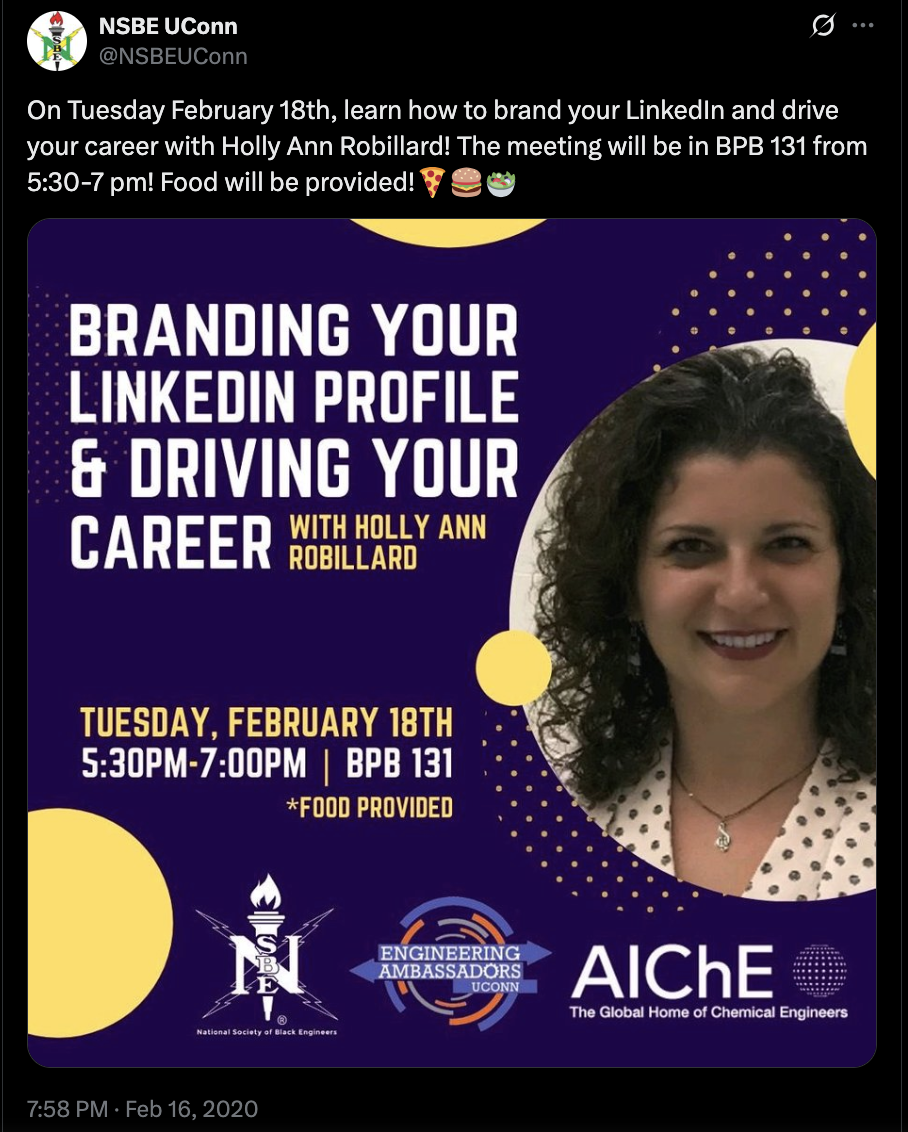 NSBE UConn
@NSBEUConn
On Tuesday February 18th, learn how to brand your LinkedIn and drive
your career with Holly Ann Robillard! The meeting will be in BPB 131 from
5:30-7 pm! Food will be provided!🍕🍔🥗
BRANDING YOUR
LINKEDIN PROFILE
& DRIVING YOUR
CAREER
WITH HOLLY ANN
ROBILLARD
TUESDAY, FEBRUARY 18TH
5:30PM-7:00PM | BPB 131
*FOOD PROVIDED
NSBE
®
National Society of Black Engineers
ENGINEERING
AMBASSADORS
UCONN
AIChE
The Global Home of Chemical Engineers
7:58 PM · Feb 16, 2020